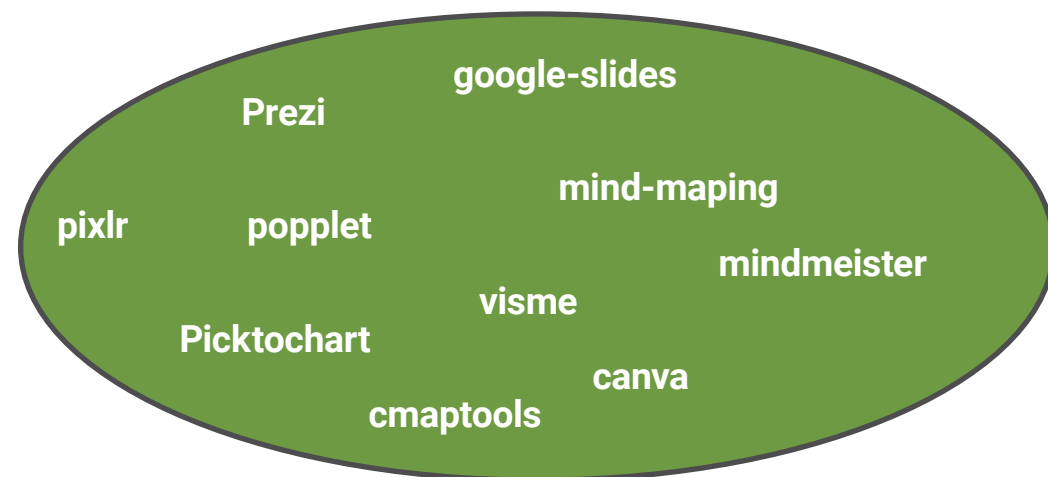 google-slides
Prezi
mind-maping
pixlr
popplet
mindmeister
visme
Picktochart
canva
cmaptools